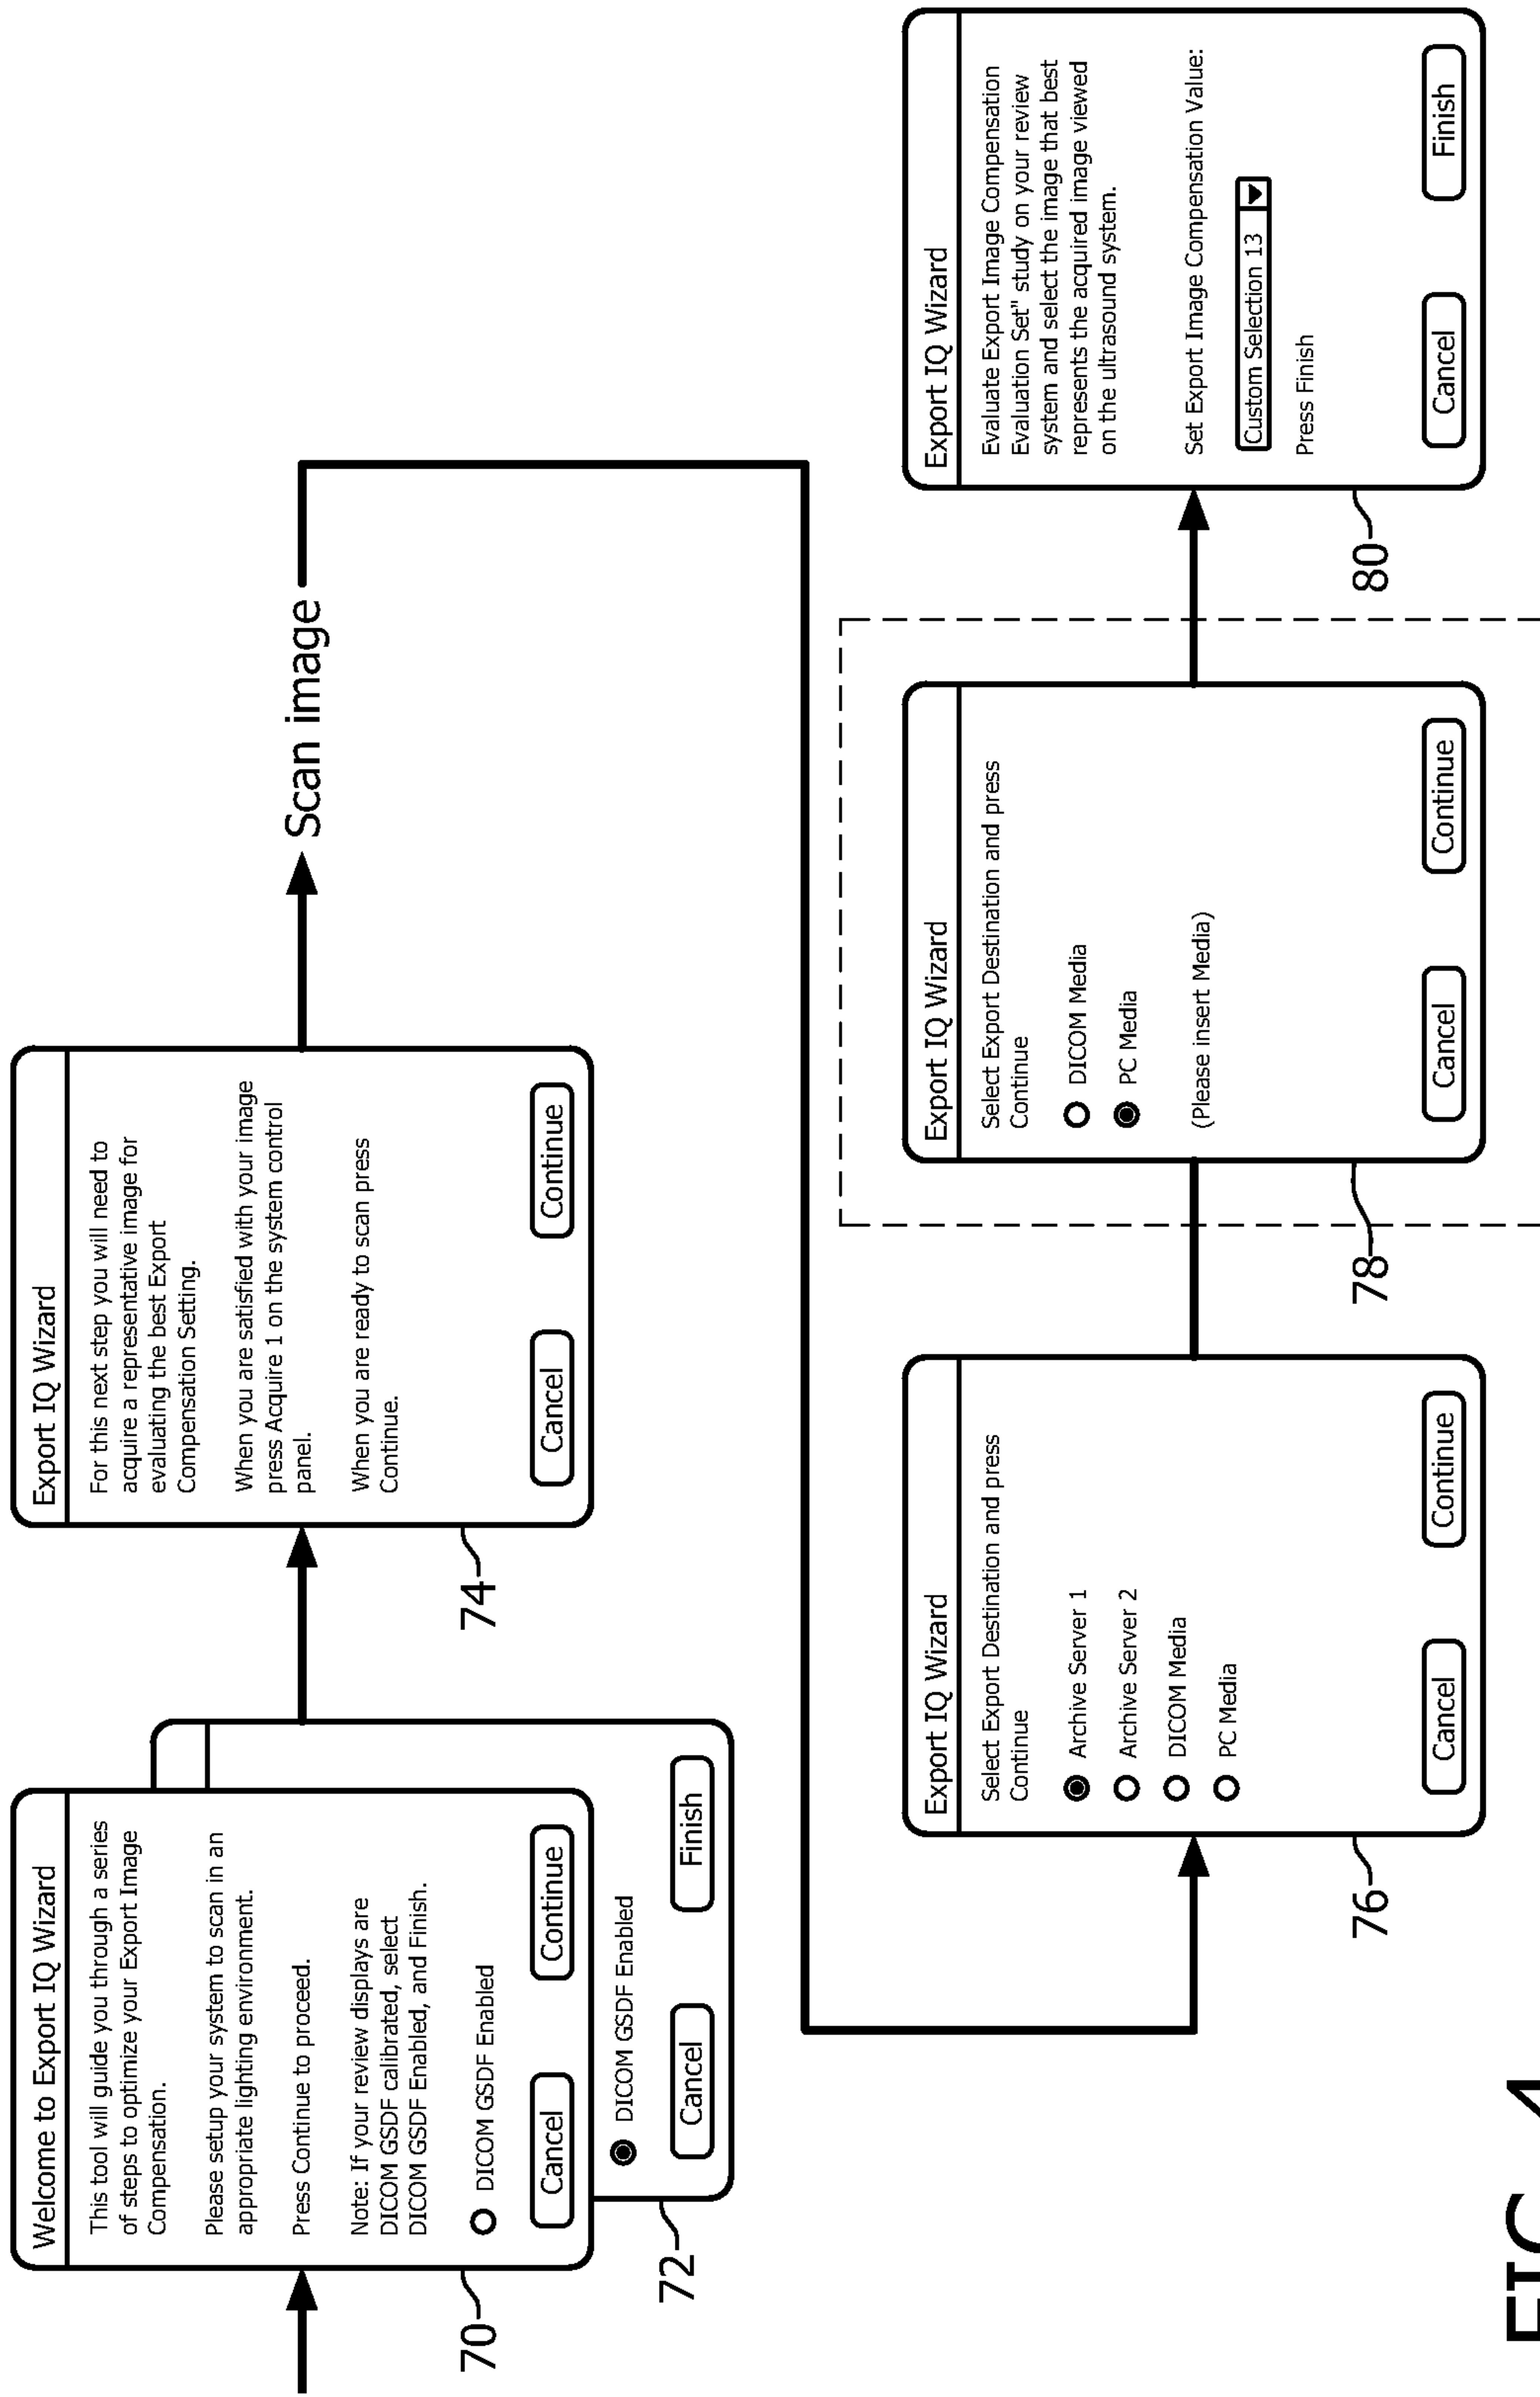 Welcome to Export IQ Wizard
This tool will guide you through a series
of steps to optimize your Export Image
Compensation.
Please setup your system to scan in an
appropriate lighting environment.
Press Continue to proceed.
Note: If your review displays are
DICOM GSDF calibrated, select
DICOM GSDF Enabled, and Finish.
DICOM GSDF Enabled
Cancel
Continue
70
DICOM GSDF Enabled
Cancel
Finish
72
Export IQ Wizard
For this next step you will need to
acquire a representative image for
evaluating the best Export
Compensation Setting.
When you are satisfied with your image
press Acquire 1 on the system control
panel.
When you are ready to scan press
Continue.
Cancel
Continue
74
Scan image
Export IQ Wizard
Select Export Destination and press
Continue
Archive Server 1
Archive Server 2
DICOM Media
PC Media
Cancel
Continue
76
Export IQ Wizard
Select Export Destination and press
Continue
DICOM Media
PC Media
(Please insert Media)
Cancel
Continue
78
Export IQ Wizard
Evaluate Export Image Compensation
Evaluation Set" study on your review
system and select the image that best
represents the acquired image viewed
on the ultrasound system.
Set Export Image Compensation Value:
Custom Selection 13
Press Finish
Cancel
Finish
80
FIG. 4